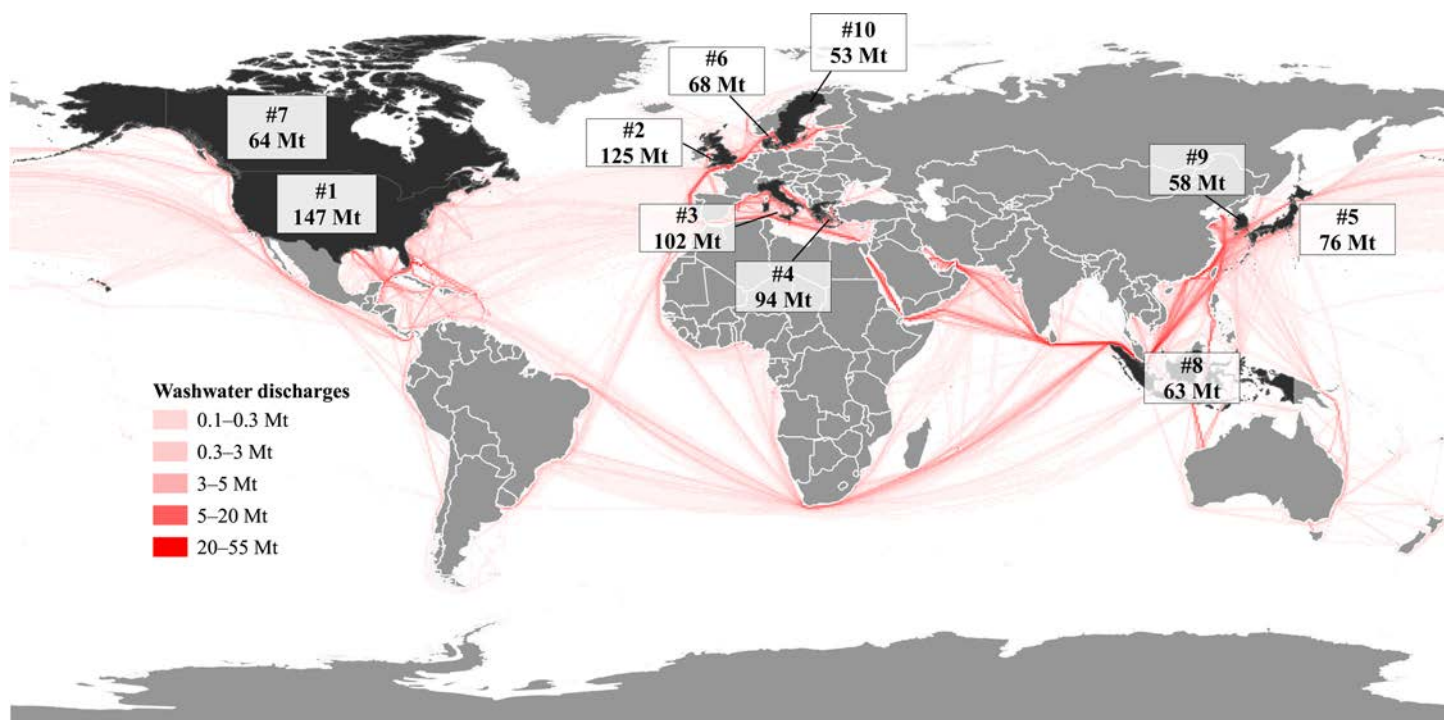 #10
53 Mt
#6
68 Mt
#7
64 Mt
#2
125 Mt
#9
58 Mt
#1
147 Mt
#3
102 Mt
#5
76 Mt
#4
94 Mt
#8
63 Mt
Washwater discharges
0.1–0.3 Mt
0.3–3 Mt
3–5 Mt
5–20 Mt
20–55 Mt